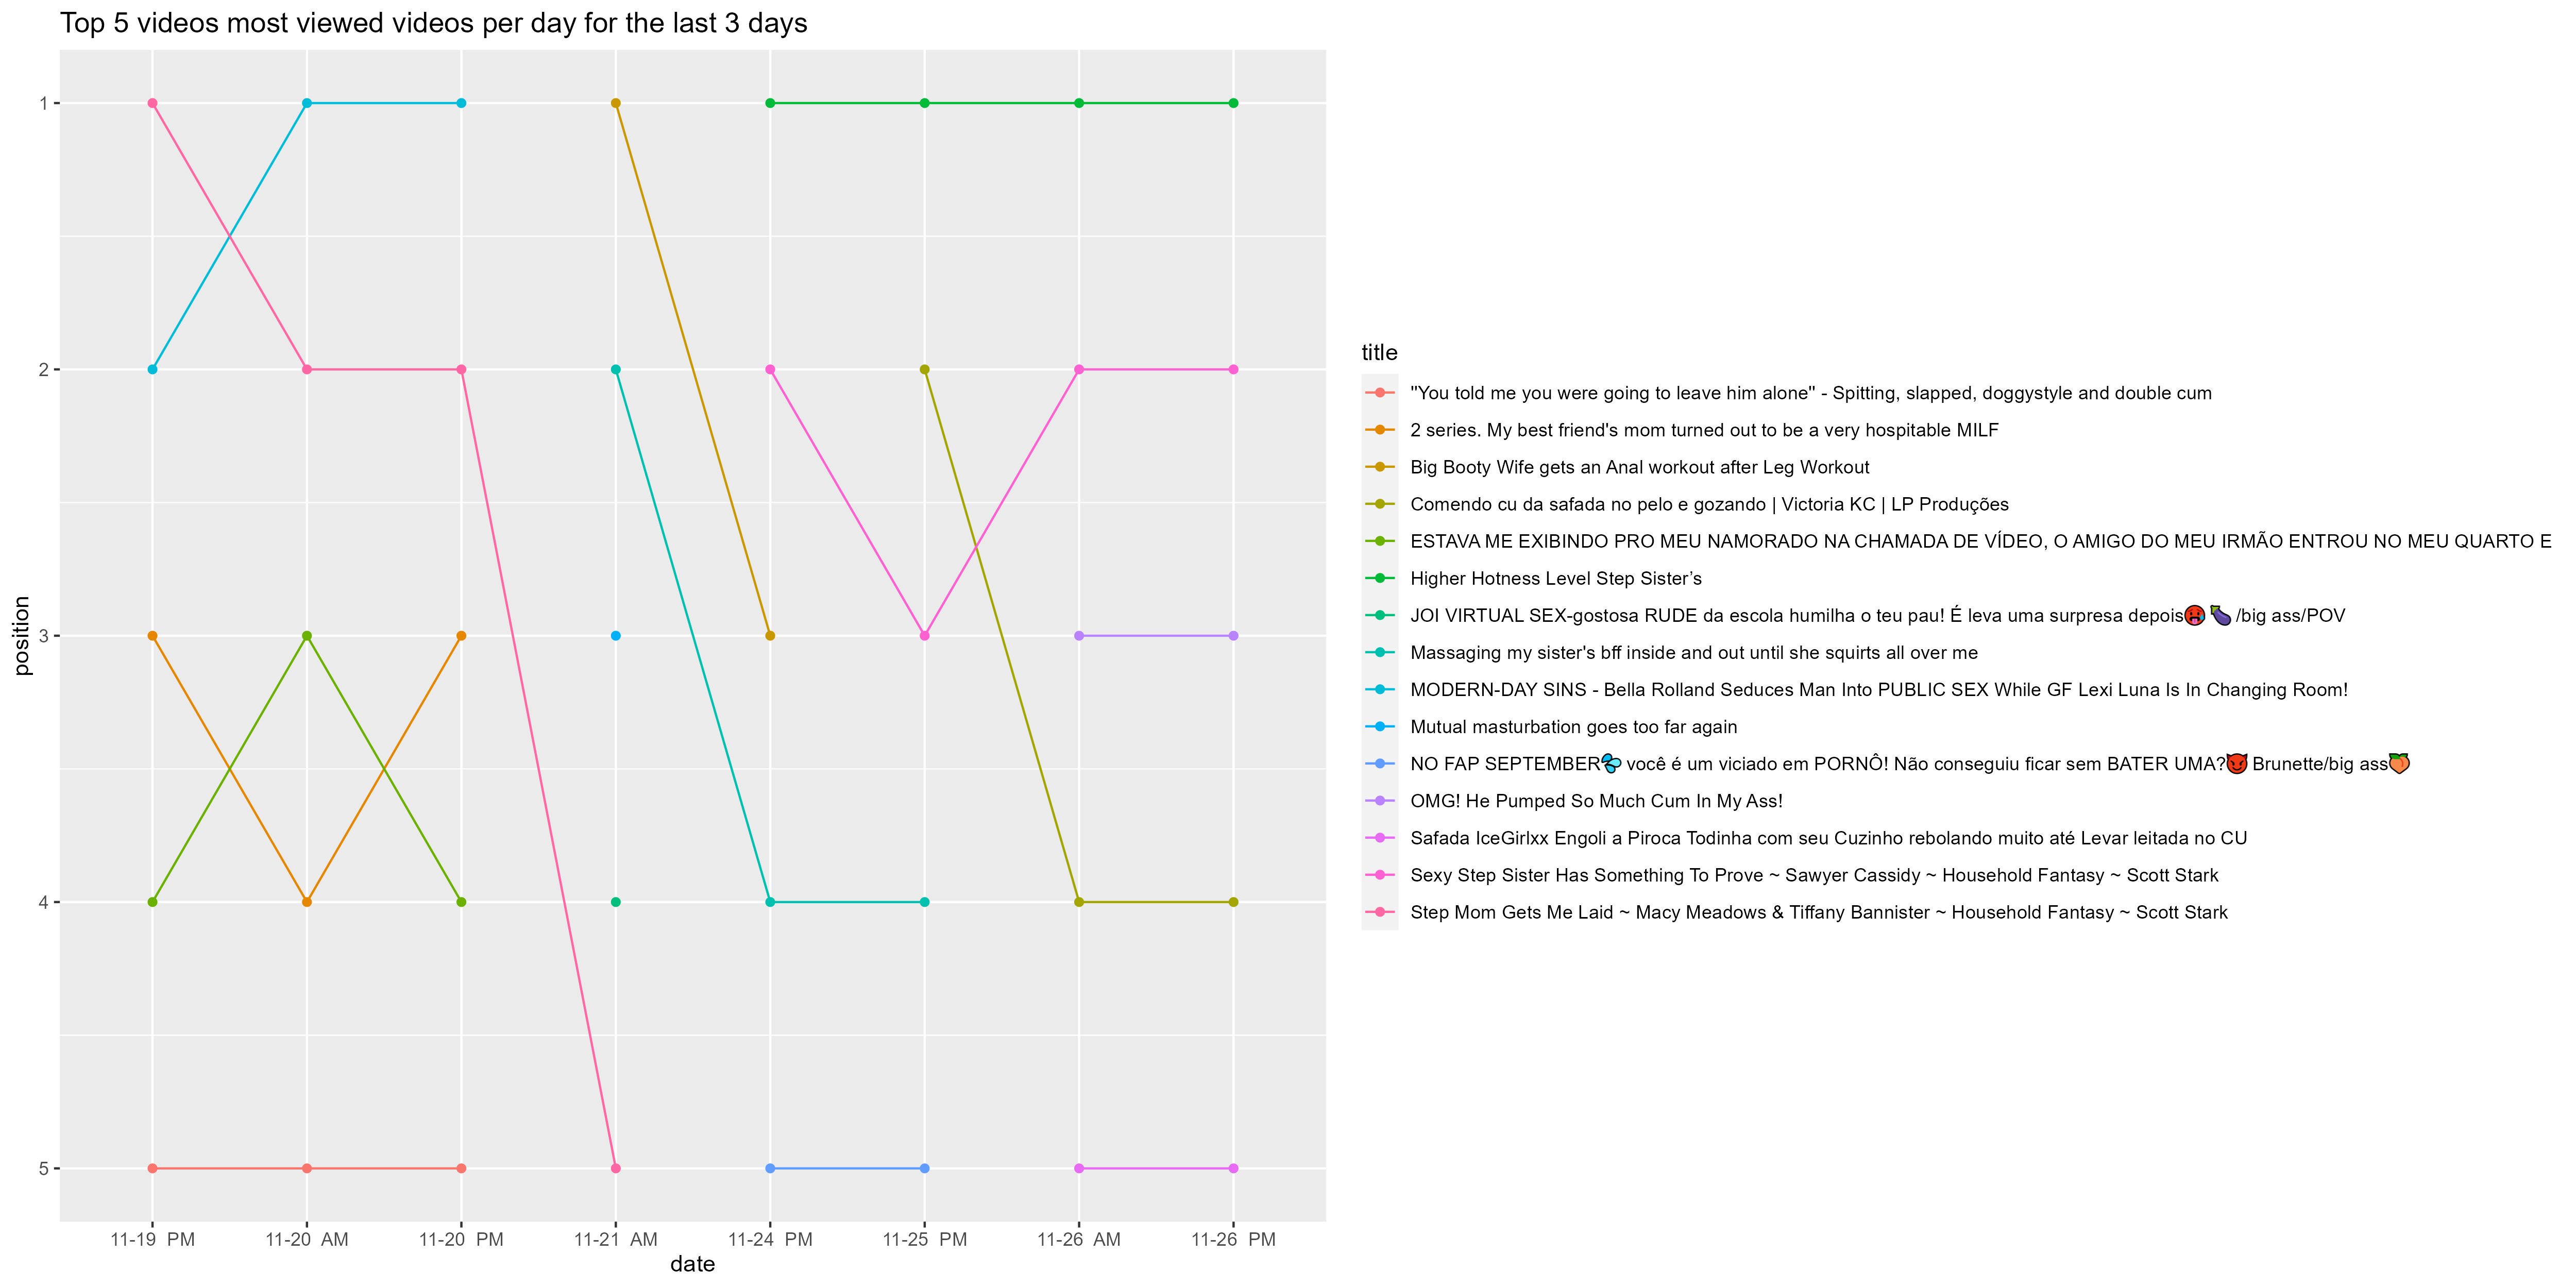 Top 5 videos most viewed videos per day for the last 3 days
position
1
2
3
4
5
11-19 PM
11-20 AM
11-20 PM
11-21 AM
11-24 PM
11-25 PM
11-26 AM
11-26 PM
date
title
"You told me you were going to leave him alone" - Spitting, slapped, doggystyle and double cum
2 series. My best friend's mom turned out to be a very hospitable MILF
Big Booty Wife gets an Anal workout after Leg Workout
Comendo cu da safada no pelo e gozando | Victoria KC | LP Produções
ESTAVA ME EXIBINDO PRO MEU NAMORADO NA CHAMADA DE VÍDEO, O AMIGO DO MEU IRMÃO ENTROU NO MEU QUARTO E
Higher Hotness Level Step Sister’s
JOI VIRTUAL SEX-gostosa RUDE da escola humilha o teu pau! É leva uma surpresa depois🥵🍆/big ass/POV
Massaging my sister's bff inside and out until she squirts all over me
MODERN-DAY SINS - Bella Rolland Seduces Man Into PUBLIC SEX While GF Lexi Luna Is In Changing Room!
Mutual masturbation goes too far again
NO FAP SEPTEMBER💦 você é um viciado em PORNÔ! Não conseguiu ficar sem BATER UMA?😈 Brunette/big ass🍑
OMG! He Pumped So Much Cum In My Ass!
Safada IceGirlxx Engoli a Piroca Todinha com seu Cuzinho rebolando muito até Levar leitada no CU
Sexy Step Sister Has Something To Prove ~ Sawyer Cassidy ~ Household Fantasy ~ Scott Stark
Step Mom Gets Me Laid ~ Macy Meadows & Tiffany Bannister ~ Household Fantasy ~ Scott Stark